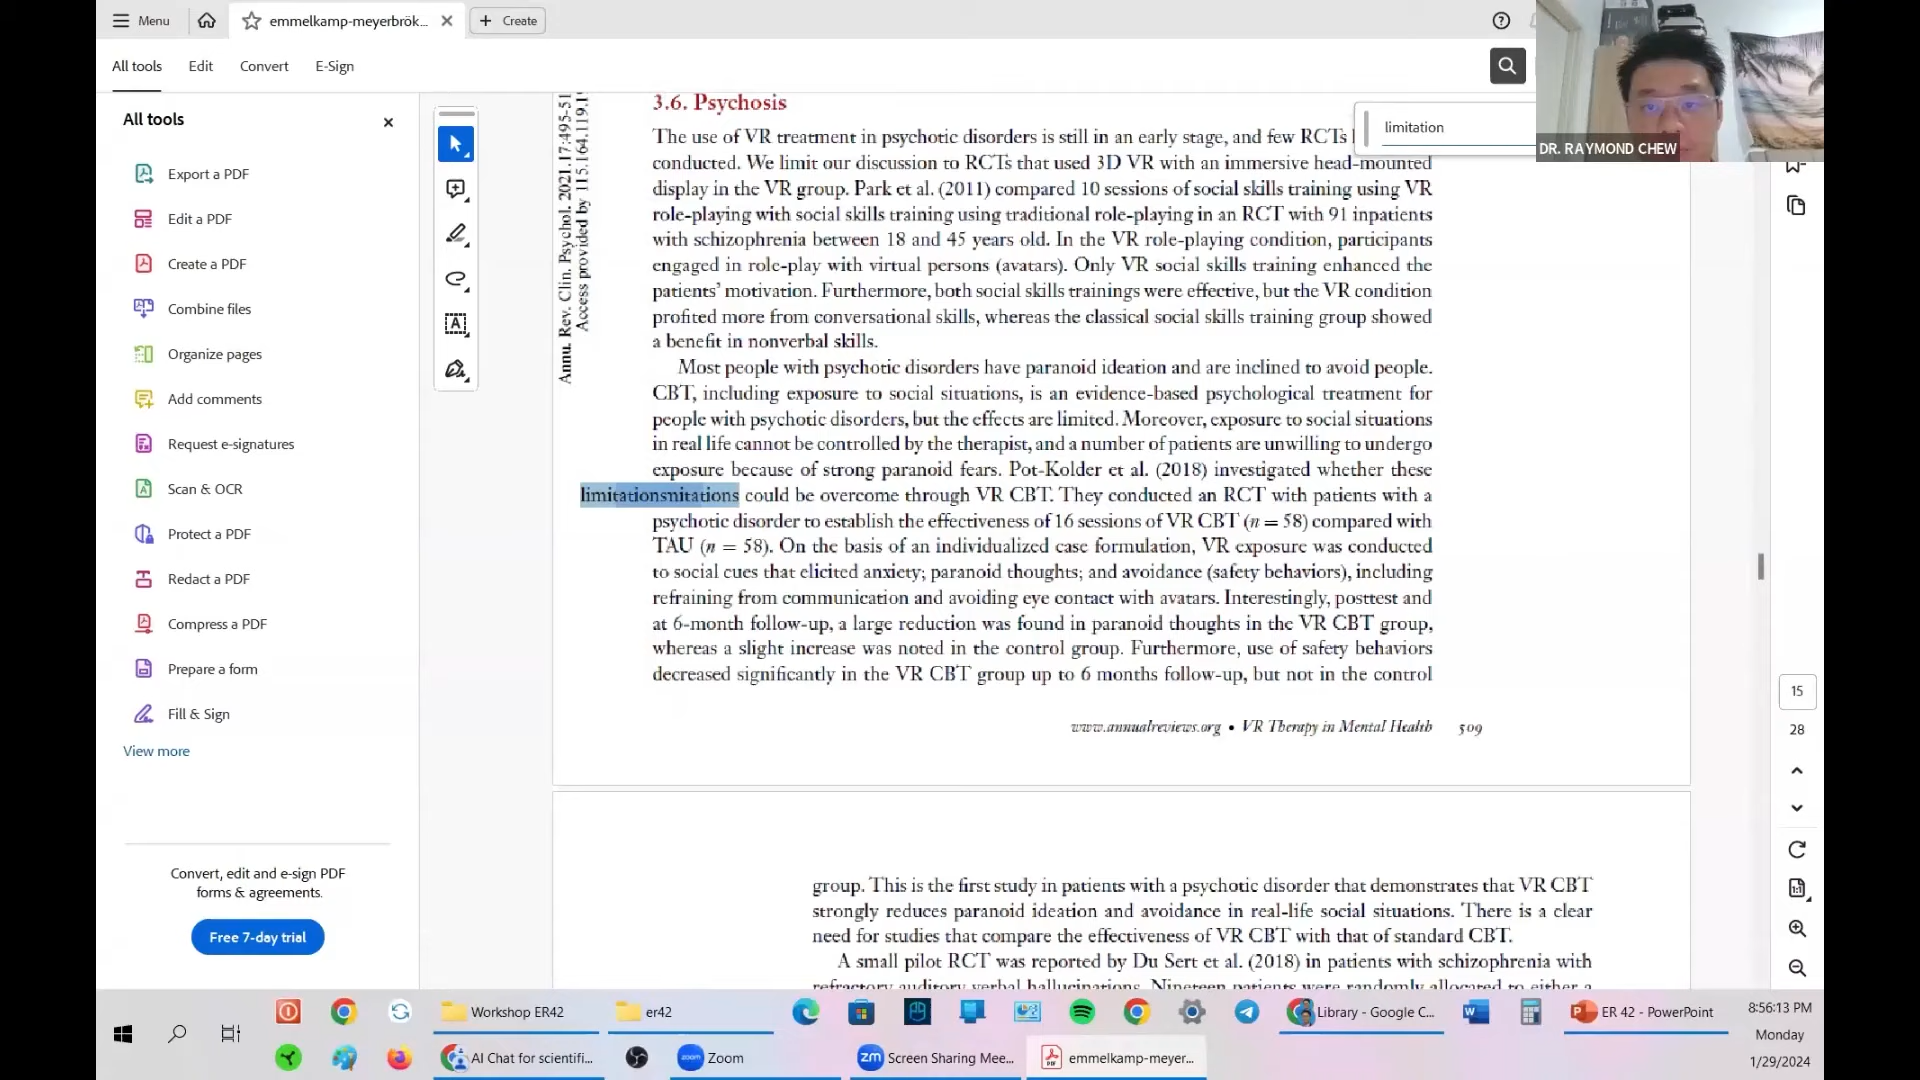 Menu
emmelkamp-meyerbrök...
Create
All tools
Edit
Convert
E-Sign
All tools
Export a PDF
Edit a PDF
Create a PDF
Combine files
Organize pages
Add comments
Request e-signatures
Scan & OCR
Protect a PDF
Redact a PDF
Compress a PDF
Prepare a form
Fill & Sign
View more
Convert, edit and e-sign PDF
forms & agreements.
Free 7-day trial
limitation
DR. RAYMOND CHEW
Annu. Rev. Clin. Psychol. 2021.17:495-51
Access provided by 115.164.119.1
3.6. Psychosis
The use of VR treatment in psychotic disorders is still in an early stage, and few RCTs
conducted. We limit our discussion to RCTs that used 3D VR with an immersive head-mounted
display in the VR group. Park et al. (2011) compared 10 sessions of social skills training using VR
role-playing with social skills training using traditional role-playing in an RCT with 91 inpatients
with schizophrenia between 18 and 45 years old. In the VR role-playing condition, participants
engaged in role-play with virtual persons (avatars). Only VR social skills training enhanced the
patients' motivation. Furthermore, both social skills trainings were effective, but the VR condition
profited more from conversational skills, whereas the classical social skills training group showed
a benefit in nonverbal skills.
Most people with psychotic disorders have paranoid ideation and are inclined to avoid people.
CBT, including exposure to social situations, is an evidence-based psychological treatment for
people with psychotic disorders, but the effects are limited. Moreover, exposure to social situations
in real life cannot be controlled by the therapist, and a number of patients are unwilling to undergo
exposure because of strong paranoid fears. Pot-Kolder et al. (2018) investigated whether these
limitationsmitations could be overcome through VR CBT. They conducted an RCT with patients with a
psychotic disorder to establish the effectiveness of 16 sessions of VR CBT (n = 58) compared with
TAU (n = 58). On the basis of an individualized case formulation, VR exposure was conducted
to social cues that elicited anxiety; paranoid thoughts; and avoidance (safety behaviors), including
refraining from communication and avoiding eye contact with avatars. Interestingly, posttest and
at 6-month follow-up, a large reduction was found in paranoid thoughts in the VR CBT group,
whereas a slight increase was noted in the control group. Furthermore, use of safety behaviors
decreased significantly in the VR CBT group up to 6 months follow-up, but not in the control
www.annualreviews.org • VR Therapy in Mental Health 509
group. This is the first study in patients with a psychotic disorder that demonstrates that VR CBT
strongly reduces paranoid ideation and avoidance in real-life social situations. There is a clear
need for studies that compare the effectiveness of VR CBT with that of standard CBT.
A small pilot RCT was reported by Du Sert et al. (2018) in patients with schizophrenia with
refractory auditory verbal hallucinations. Nineteen patients were randomly allocated to either a
15
28
Workshop ER42
er42
Library - Google C...
ER 42 - PowerPoint
AI Chat for scientifi...
Zoom
Screen Sharing Mee...
emmelkamp-meyer...
8:56:13 PM
Monday
1/29/2024